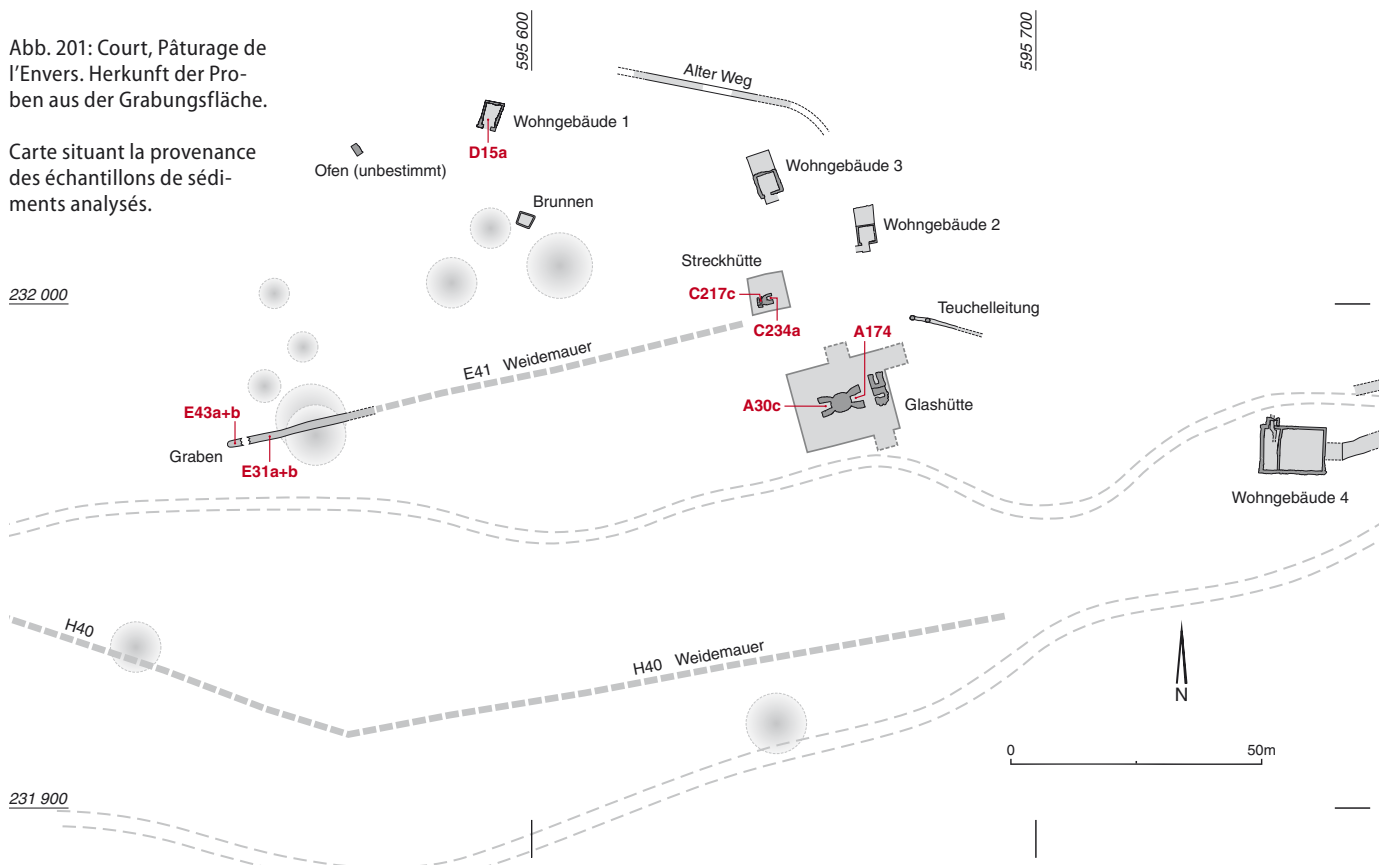 Abb. 201: Court, Pâturage de
l'Envers. Herkunft der Pro-
ben aus der Grabungsfläche.
Carte situant la provenance
des échantillons de sédi-
ments analysés.
595 600
595 700
Alter Weg
Wohngebäude 1
D15a
Ofen (unbestimmt)
Wohngebäude 3
Brunnen
Wohngebäude 2
Streckhütte
232 000
C217c
Teuchelleitung
C234a
A174
E41 Weidemauer
A30c
Glashütte
E43a+b
Graben
E31a+b
Wohngebäude 4
H40
H40 Weidemauer
N
0
50m
231 900